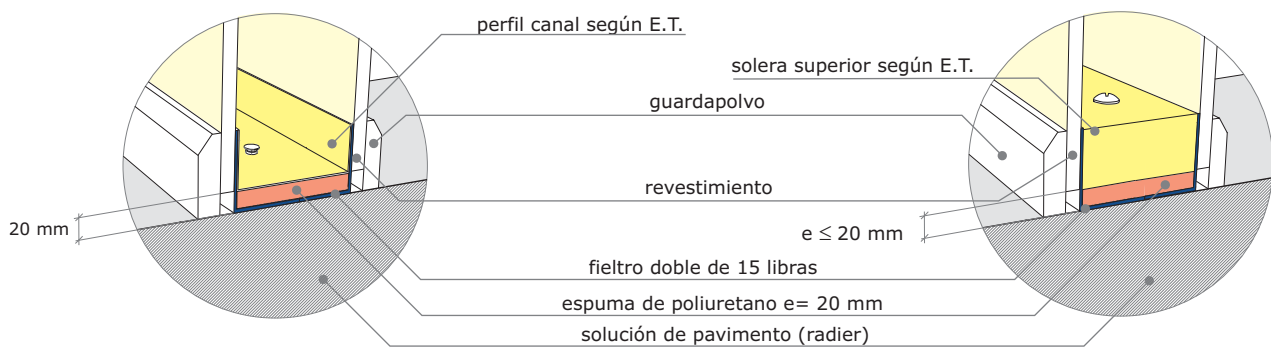 perfil canal según E.T.
solera superior según E.T.
guardapolvo
revestimiento
20 mm
e ≤ 20 mm
fieltro doble de 15 libras
espuma de poliuretano e= 20 mm
solución de pavimento (radier)